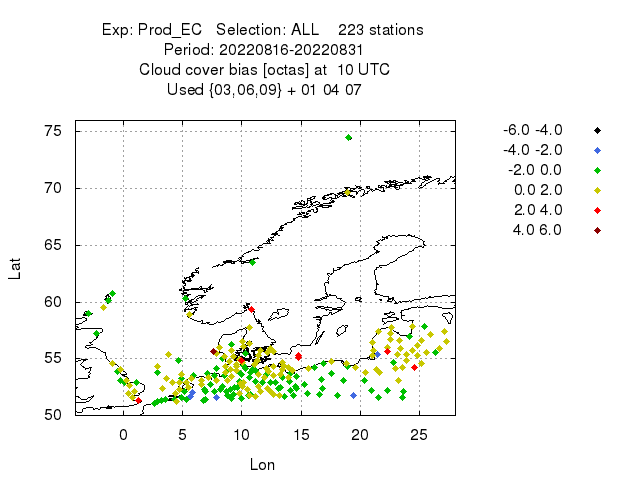 Exp: Prod_EC Selection: ALL 223 stations
Period: 20220816-20220831
Cloud cover bias [octas] at 10 UTC
Used {03,06,09} + 01 04 07
75
70
65
60
55
50
Lat
0 5 10 15 20 25
Lon
-6.0 -4.0
-4.0 -2.0
-2.0 0.0
0.0 2.0
2.0 4.0
4.0 6.0